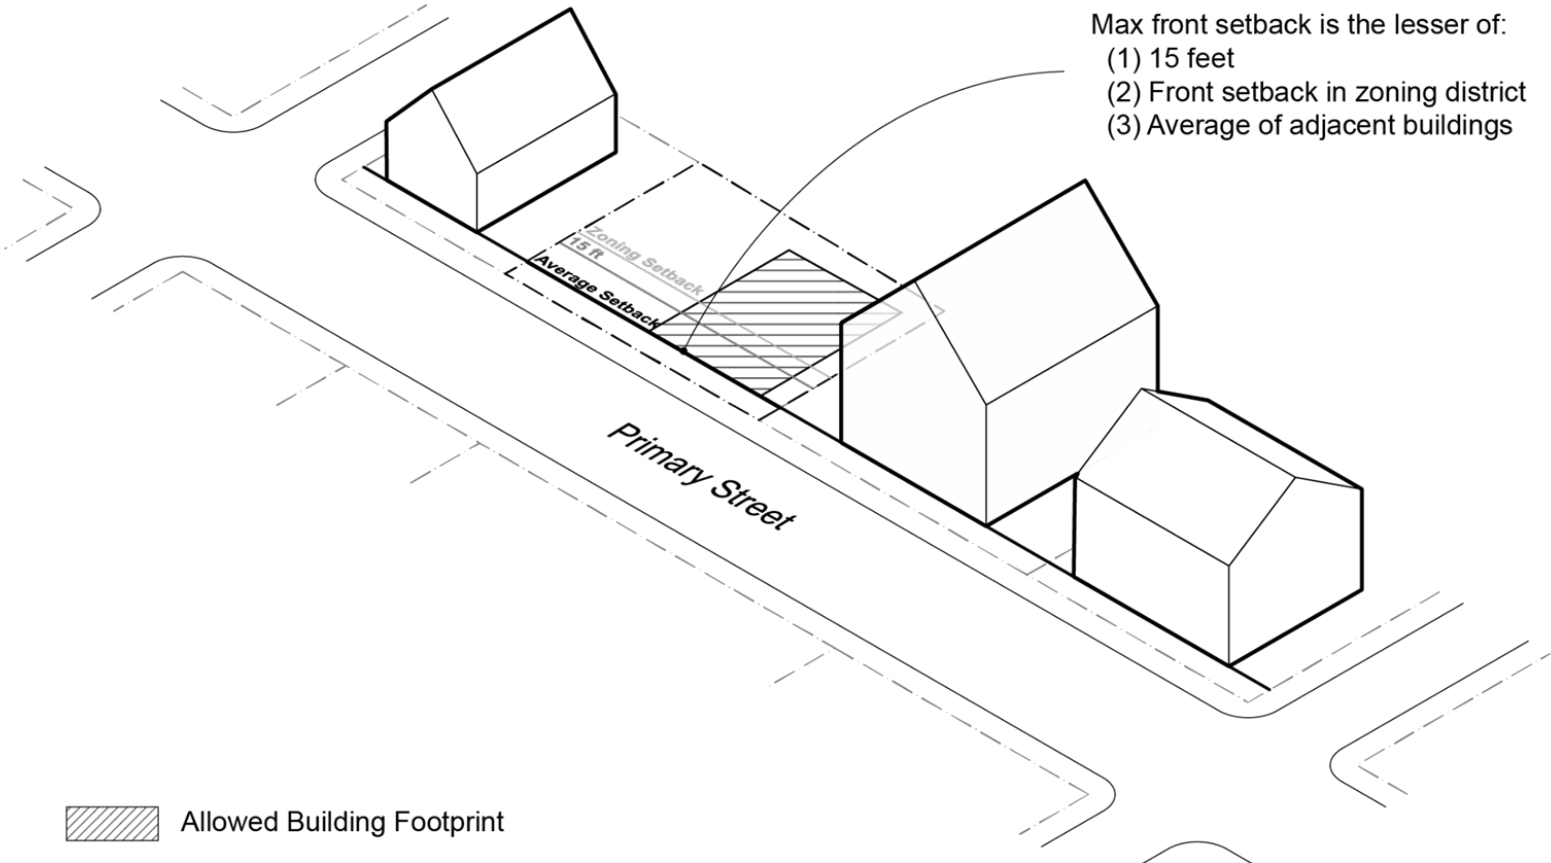 Max front setback is the lesser of:
(1) 15 feet
(2) Front setback in zoning district
(3) Average of adjacent buildings
Zoning Setback
15 ft
Average Setback
Primary Street
Allowed Building Footprint